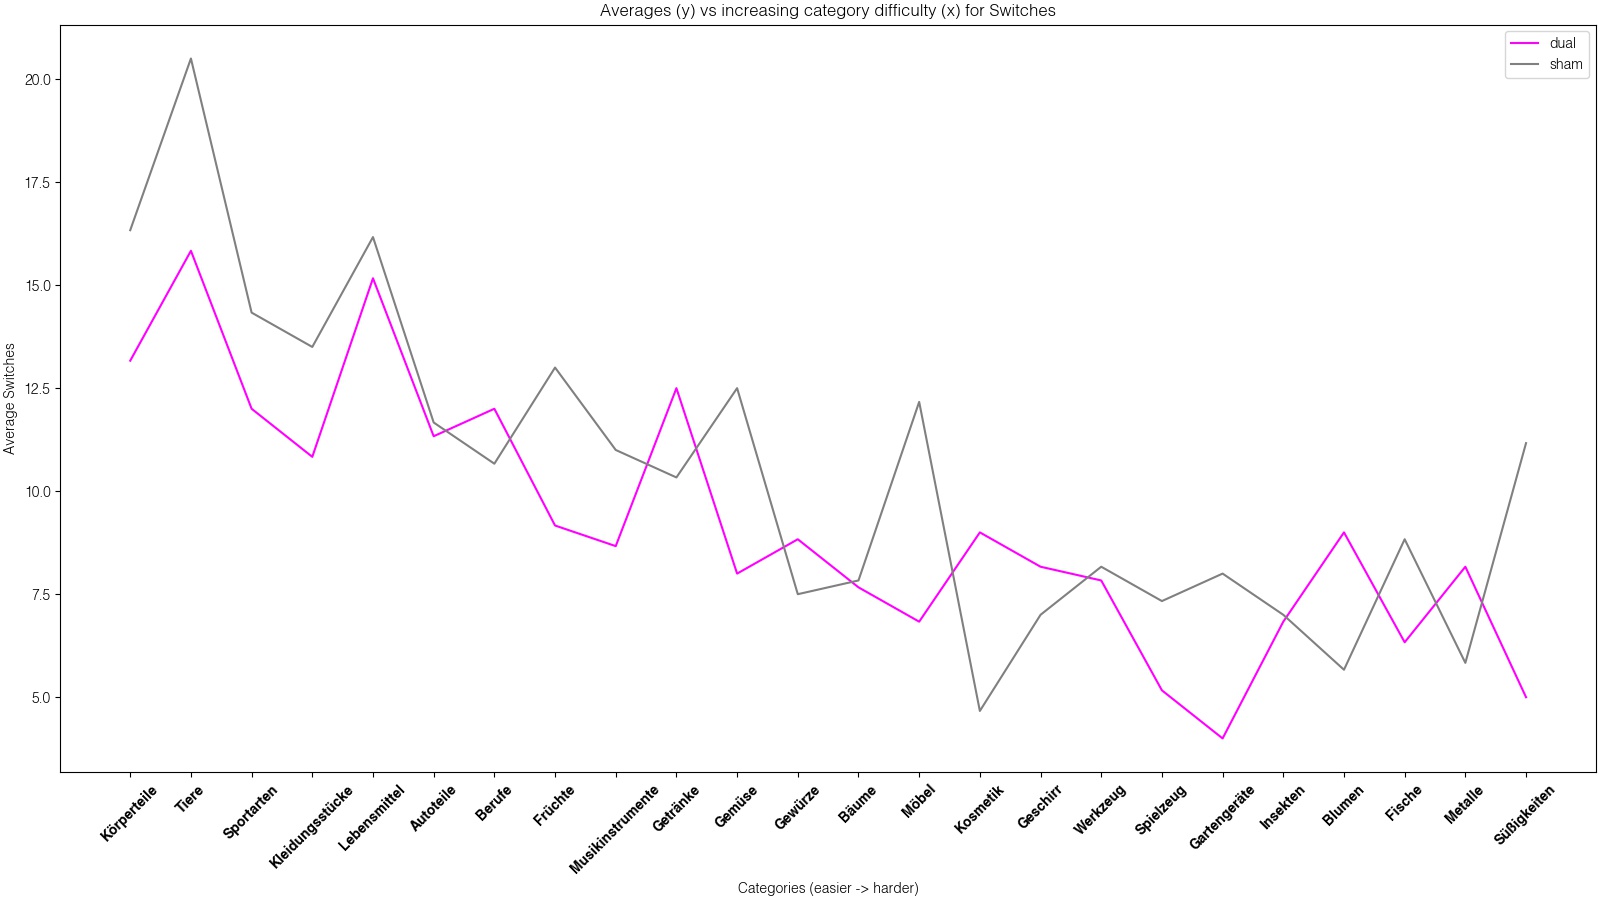 Averages (y) vs increasing category difficulty (x) for Switches
dual
sham
20.0
17.5
15.0
12.5
10.0
7.5
5.0
Average Switches
Körperteile
Tiere
Sportarten
Kleidungsstücke
Lebensmittel
Autoteile
Berufe
Früchte
Musikinstrumente
Getränke
Gemüse
Gewürze
Bäume
Möbel
Kosmetik
Geschirr
Werkzeug
Spielzeug
Gartengeräte
Insekten
Blumen
Fische
Metalle
Süßigkeiten
Categories (easier -> harder)